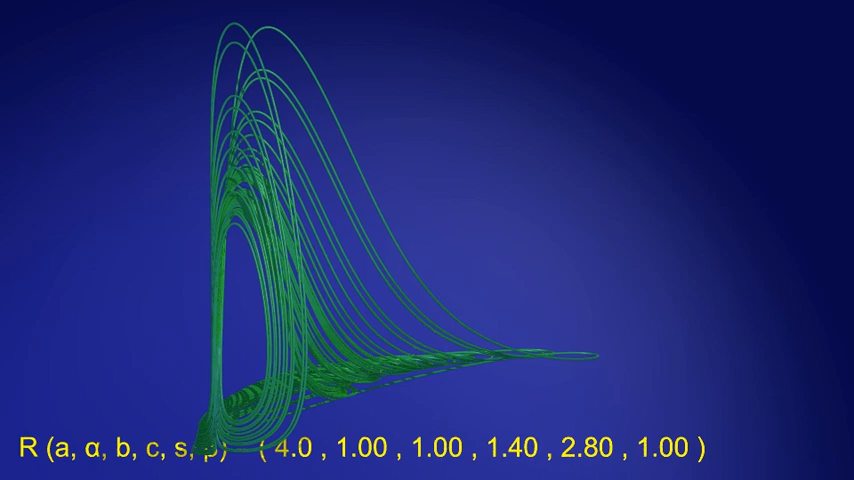 R (a, α, b, c, s, β) ( 4.0 , 1.00 , 1.00 , 1.40 , 2.80 , 1.00 )